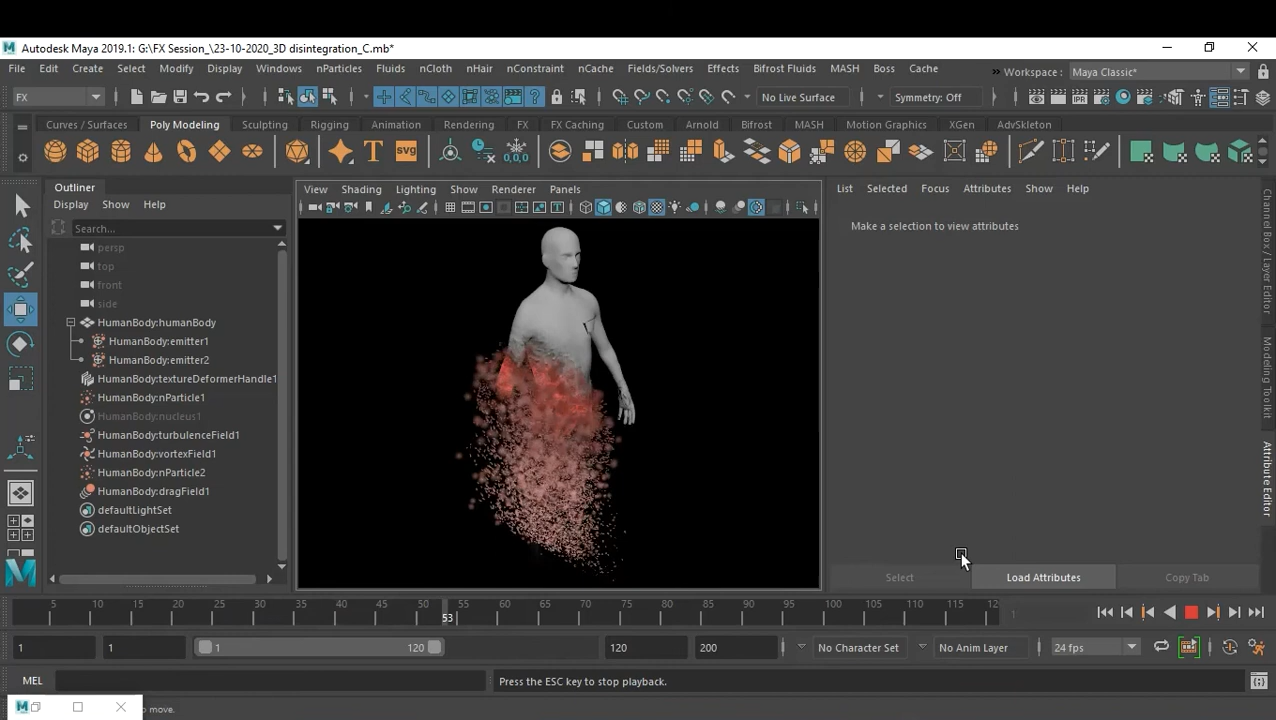 Autodesk Maya 2019.1: G:\FX Session_\23-10-2020_3D disintegration_C.mb*
File Edit Create Select Modify Display Windows nParticles Fluids nCloth nHair nConstraint nCache Fields/Solvers Effects Bifrost Fluids MASH Boss Cache » Workspace : Maya Classic*
FX No Live Surface Symmetry: Off
Curves / Surfaces Poly Modeling Sculpting Rigging Animation Rendering FX FX Caching Custom Arnold Bifrost MASH Motion Graphics XGen AdvSkeleton
T svg 0,0,0
Outliner
Display Show Help
Search...
persp
top
front
side
HumanBody:humanBody
HumanBody:emitter1
HumanBody:emitter2
HumanBody:textureDeformerHandle1
HumanBody:nParticle1
HumanBody:nucleus1
HumanBody:turbulenceField1
HumanBody:vortexField1
HumanBody:nParticle2
HumanBody:dragField1
defaultLightSet
defaultObjectSet
View Shading Lighting Show Renderer Panels
List Selected Focus Attributes Show Help
Make a selection to view attributes
Select Load Attributes Copy Tab
Channel Box / Layer Editor
Modeling Toolkit
Attribute Editor
5 10 15 20 25 30 35 40 45 50 55 60 65 70 75 80 85 90 95 100 105 110 115 12
53
1 1 1 120 120 200 No Character Set No Anim Layer 24 fps
MEL Press the ESC key to stop playback.
o move.